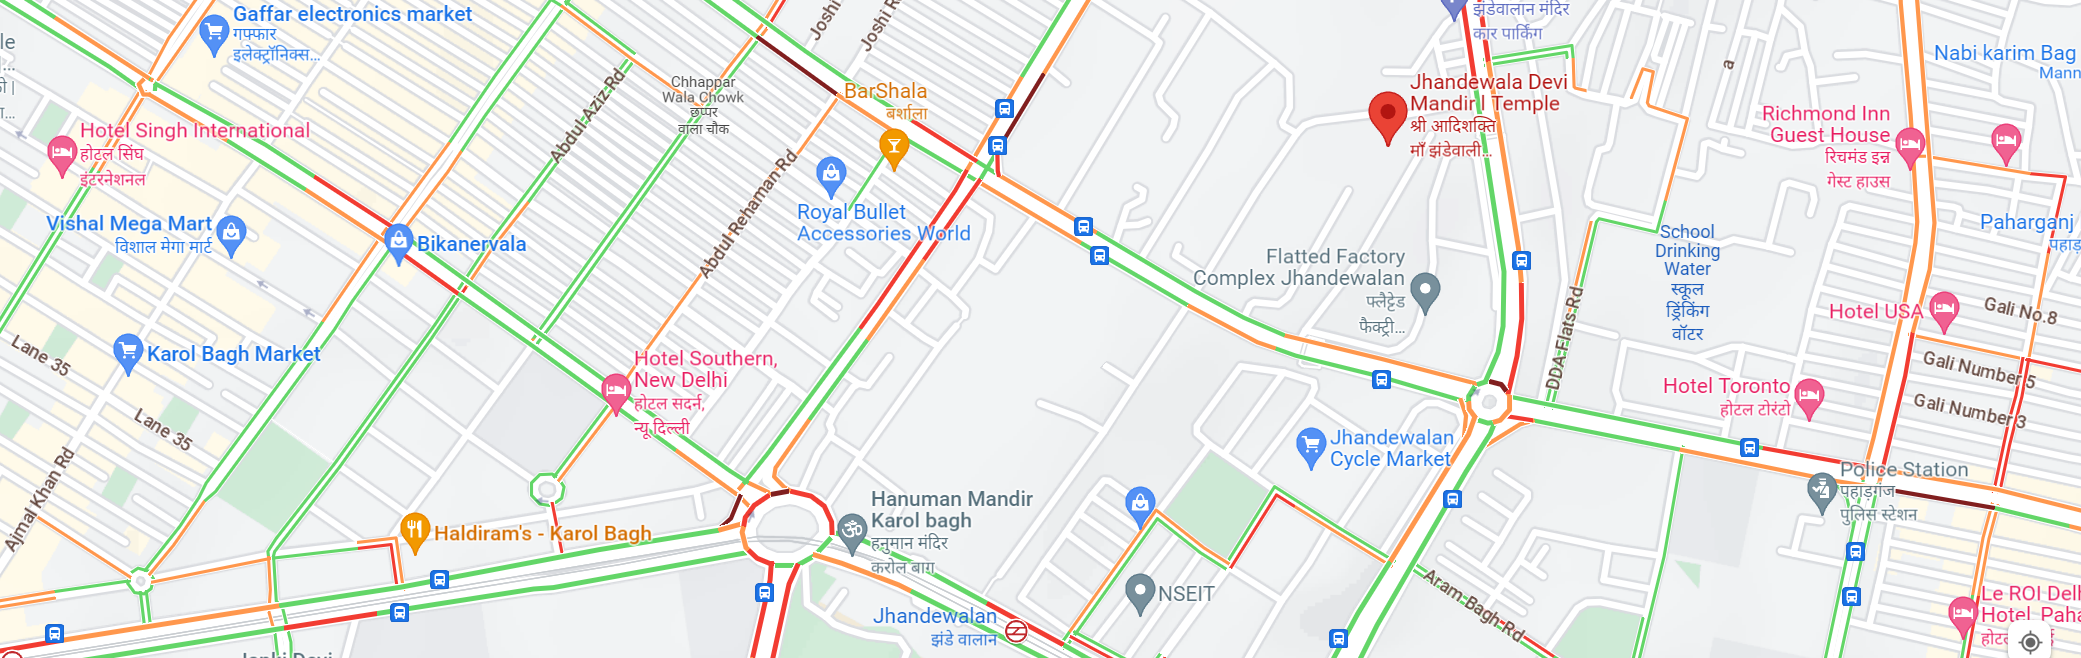 Gaffar electronics market
गफ्फार
इलेक्ट्रॉनिक्स...
Joshi
Joshi R
झंडेवालान मंदिर
कार पार्किंग
Nabi karim Bag
Mann
a
le
Chhappar
Wala Chowk
छप्पर
वाला चौक
BarShala
बर्शाला
Jhandewala Devi
Mandir | Temple
श्री आदिशक्ति
माँ झंडेवाली...
Richmond Inn
Guest House
रिचमंड इन्न
गेस्ट हाउस
Hotel Singh International
होटल सिंघ
इंटरनेशनल
Abdul Aziz Rd
Abdul Rehaman Rd
Vishal Mega Mart
विशाल मेगा मार्ट
Bikanervala
Royal Bullet
Accessories World
Paharganj
पहाड़
School
Drinking
Water
स्कूल
ड्रिंकिंग
वॉटर
Flatted Factory
Complex Jhandewalan
फ्लैट्टेड
फैक्ट्री...
DDA Flats Rd
Hotel USA
Gali No.8
Lane 35
Karol Bagh Market
Hotel Southern,
New Delhi
होटल सदर्न,
न्यू दिल्ली
Gali Number 5
Hotel Toronto
होटल टोरंटो
Gali Number 3
Lane 35
Ajmal Khan Rd
Jhandewalan
Cycle Market
Police Station
पहाड़गंज
पुलिस स्टेशन
Hanuman Mandir
Karol bagh
हनुमान मंदिर
करोल बाग
Haldiram's - Karol Bagh
NSEIT
Aram Bagh Rd
Jhandewalan
झंडे वालान
Le ROI Delh
Hotel, Paha